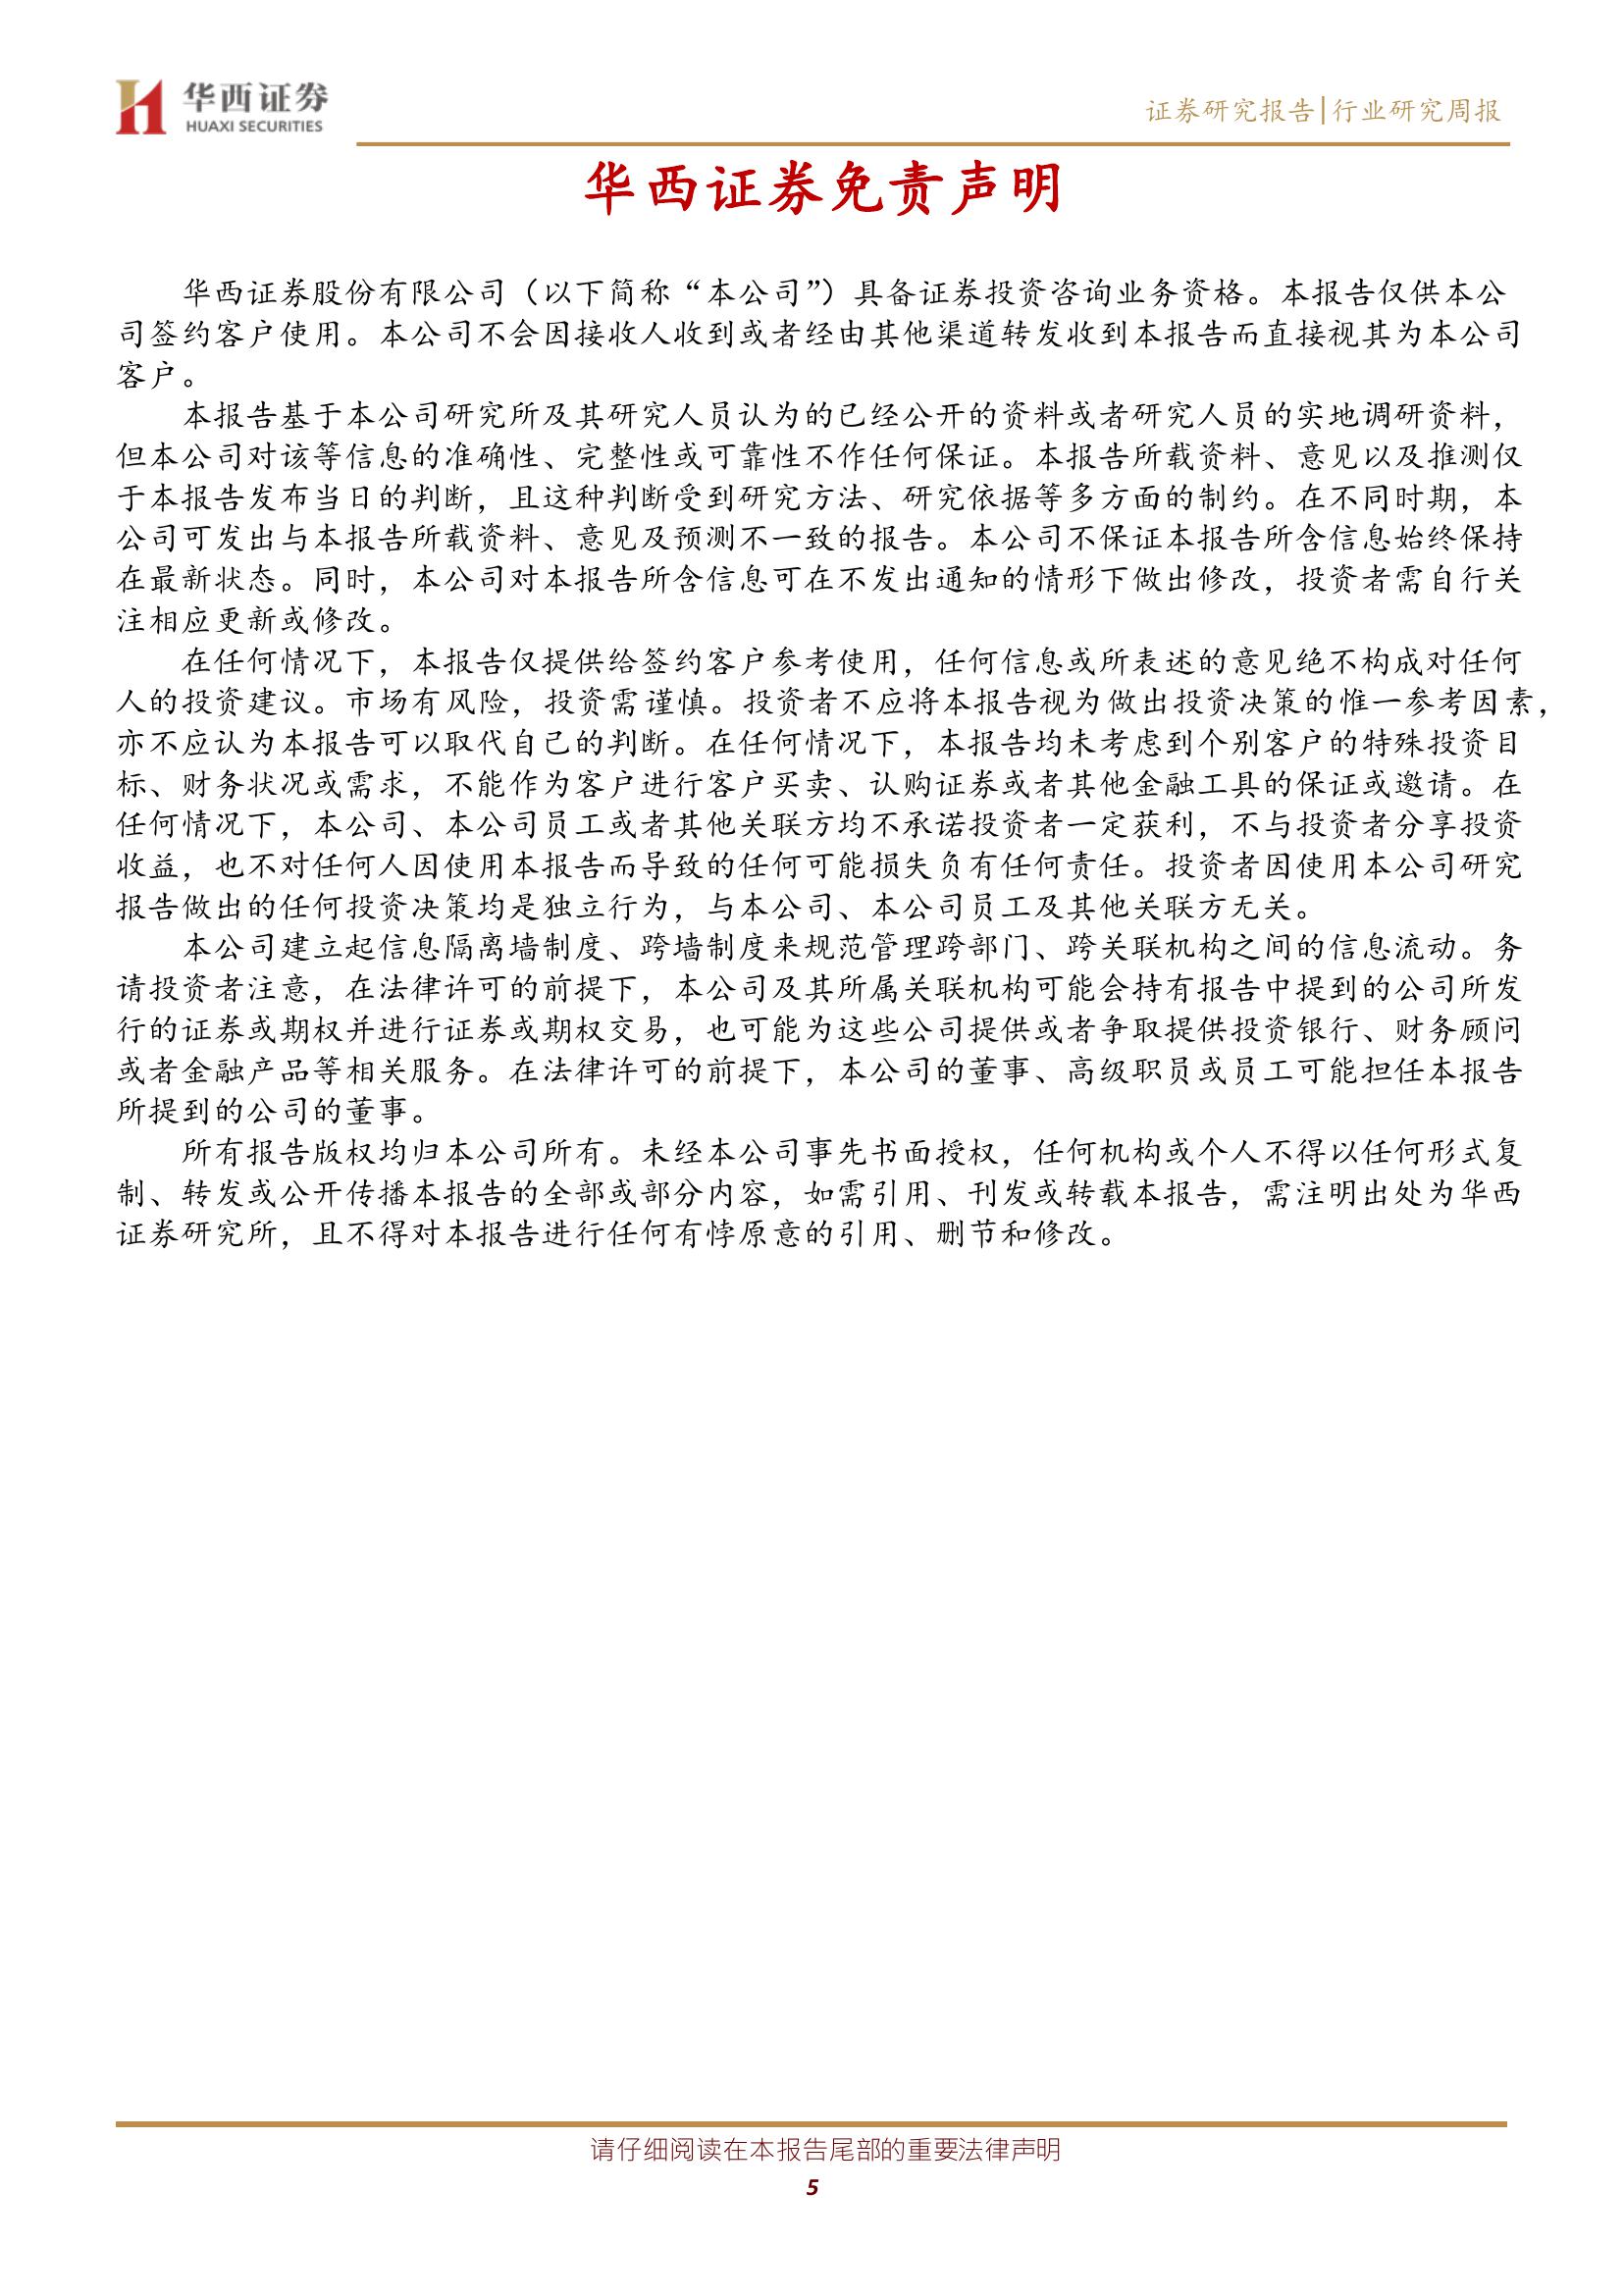 华西证券
HUAXI SECURITIES
证券研究报告|行业研究周报
华西证券免责声明
华西证券股份有限公司（以下简称“本公司”）具备证券投资咨询业务资格。本报告仅供本公
司签约客户使用。本公司不会因接收人收到或者经由其他渠道转发收到本报告而直接视其为本公司
客户。
本报告基于本公司研究所及其研究人员认为的已经公开的资料或者研究人员的实地调研资料，
但本公司对该等信息的准确性、完整性或可靠性不作任何保证。本报告所载资料、意见以及推测仅
于本报告发布当日的判断，且这种判断受到研究方法、研究依据等多方面的制约。在不同时期，本
公司可发出与本报告所载资料、意见及预测不一致的报告。本公司不保证本报告所含信息始终保持
在最新状态。同时，本公司对本报告所含信息可在不发出通知的情形下做出修改，投资者需自行关
注相应更新或修改。
在任何情况下，本报告仅提供给签约客户参考使用，任何信息或所表述的意见绝不构成对任何
人的投资建议。市场有风险，投资需谨慎。投资者不应将本报告视为做出投资决策的惟一参考因素，
亦不应认为本报告可以取代自己的判断。在任何情况下，本报告均未考虑到个别客户的特殊投资目
标、财务状况或需求，不能作为客户进行客户买卖、认购证券或者其他金融工具的保证或邀请。在
任何情况下，本公司、本公司员工或者其他关联方均不承诺投资者一定获利，不与投资者分享投资
收益，也不对任何人因使用本报告而导致的任何可能损失负有任何责任。投资者因使用本公司研究
报告做出的任何投资决策均是独立行为，与本公司、本公司员工及其他关联方无关。
本公司建立起信息隔离墙制度、跨墙制度来规范管理跨部门、跨关联机构之间的信息流动。务
请投资者注意，在法律许可的前提下，本公司及其所属关联机构可能会持有报告中提到的公司所发
行的证券或期权并进行证券或期权交易，也可能为这些公司提供或者争取提供投资银行、财务顾问
或者金融产品等相关服务。在法律许可的前提下，本公司的董事、高级职员或员工可能担任本报告
所提到的公司的董事。
所有报告版权均归本公司所有。未经本公司事先书面授权，任何机构或个人不得以任何形式复
制、转发或公开传播本报告的全部或部分内容，如需引用、刊发或转载本报告，需注明出处为华西
证券研究所，且不得对本报告进行任何有悖原意的引用、删节和修改。
请仔细阅读在本报告尾部的重要法律声明
5